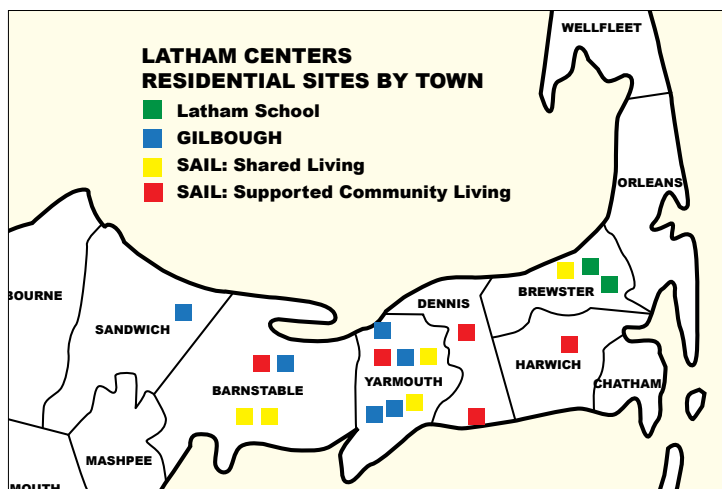 WELLFLEET
LATHAM CENTERS
RESIDENTIAL SITES BY TOWN
Latham School
GILBOUGH
SAIL: Shared Living
SAIL: Supported Community Living
ORLEANS
BOURNE
SANDWICH
DENNIS
BREWSTER
BARNSTABLE
YARMOUTH
HARWICH
CHATHAM
MASHPEE
MOUTH